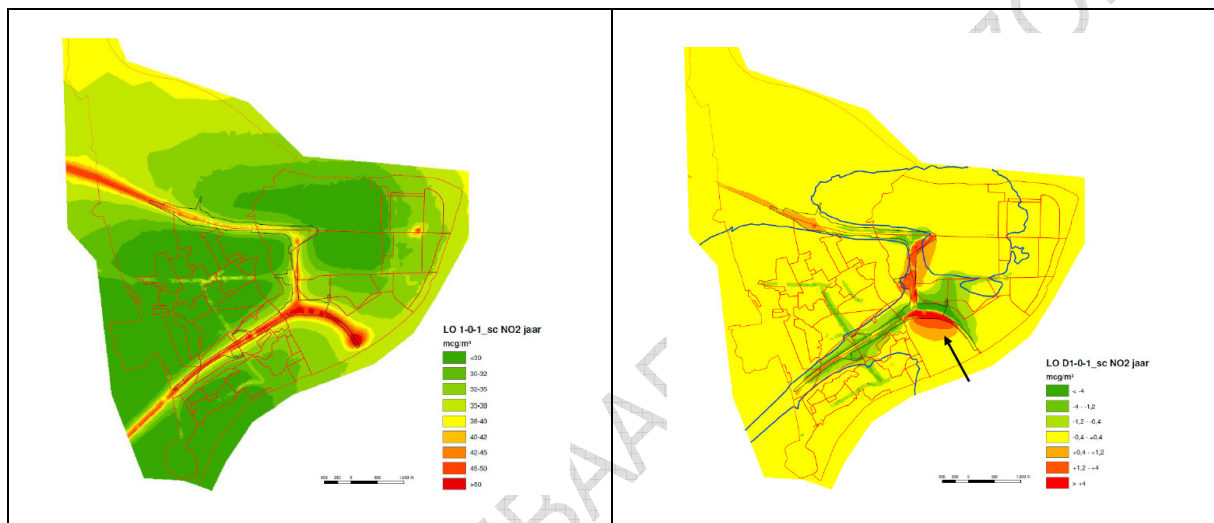 LO 1-0-1_sc NO2 jaar
mcg/m³
<30
30-32
32-35
35-38
38-40
40-42
42-45
45-50
>50
LO D1-0-1_sc NO2 jaar
mcg/m³
< -4
-4 - -1,2
-1,2 - -0,4
-0,4 - +0,4
+0,4 - +1,2
+1,2 - +4
> +4